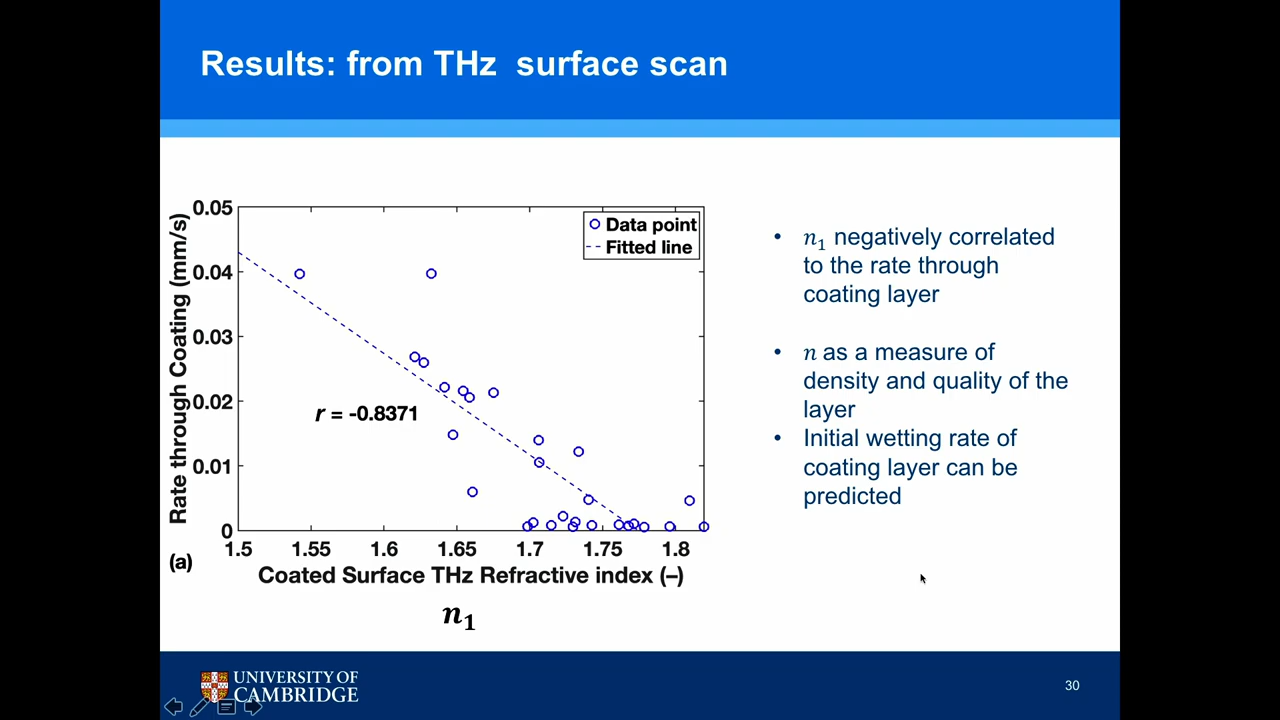 Results: from THz surface scan
Rate through Coating (mm/s)
0.05
0.04
0.03
0.02
0.01
0
Data point
Fitted line
r = -0.8371
1.5 1.55 1.6 1.65 1.7 1.75 1.8
(a)
Coated Surface THz Refractive index (–)
n₁
• n₁ negatively correlated
to the rate through
coating layer
• n as a measure of
density and quality of the
layer
• Initial wetting rate of
coating layer can be
predicted
UNIVERSITY OF
CAMBRIDGE
30